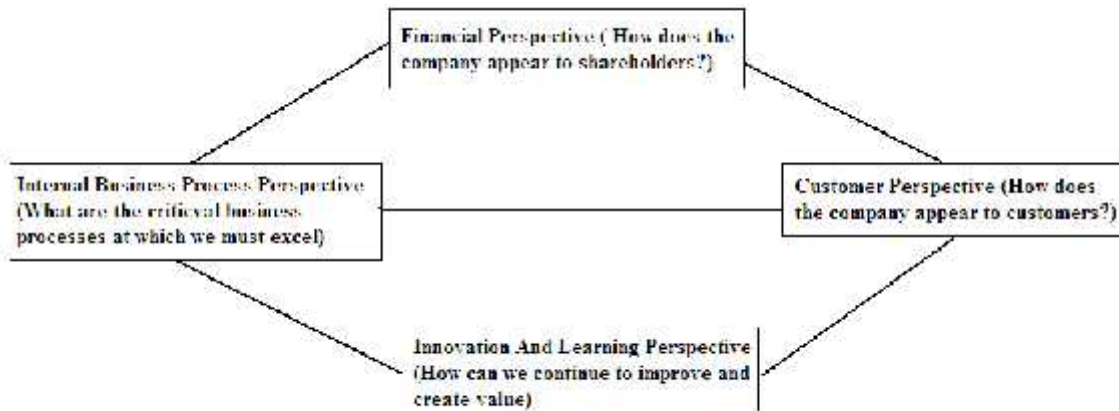 Financial Perspective ( How does the
company appear to shareholders?)
Internal Business Process Perspective
(What are the criticval business
processes at which we must excel)
Customer Perspective (How does
the company appear to customers?)
Innovation And Learning Perspective
(How can we continue to improve and
create value)